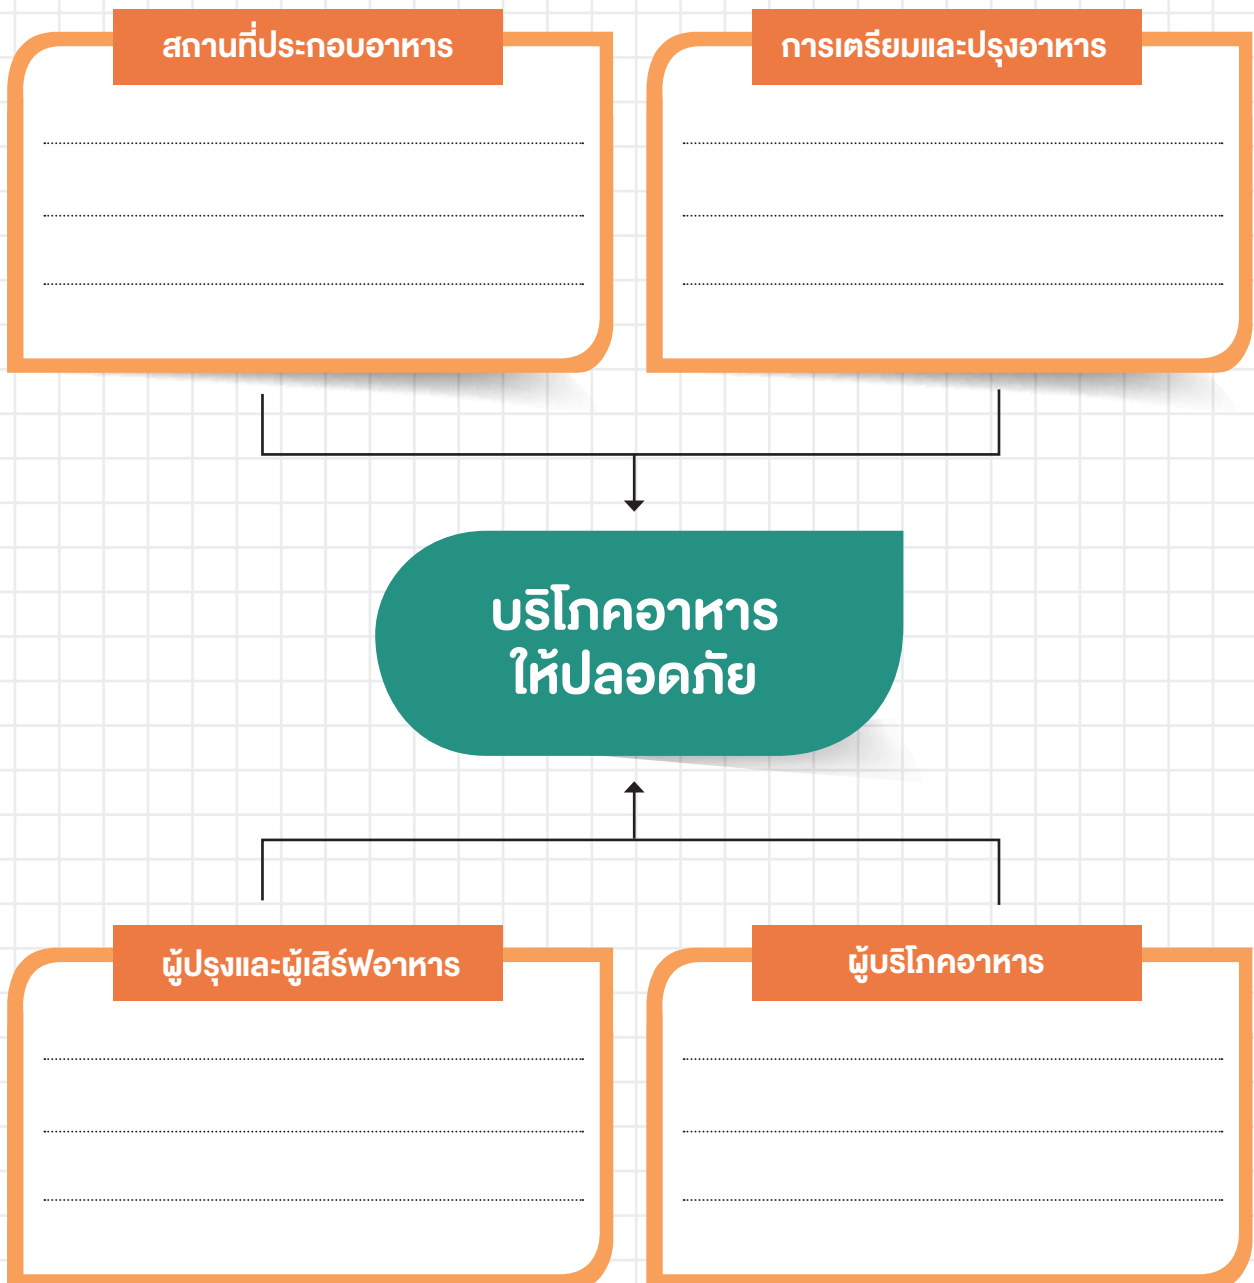 สถานที่ประกอบอาหาร
การเตรียมและปรุงอาหาร
บริโภคอาหาร
ให้ปลอดภัย
ผู้ปรุงและผู้เสิร์ฟอาหาร
ผู้บริโภคอาหาร